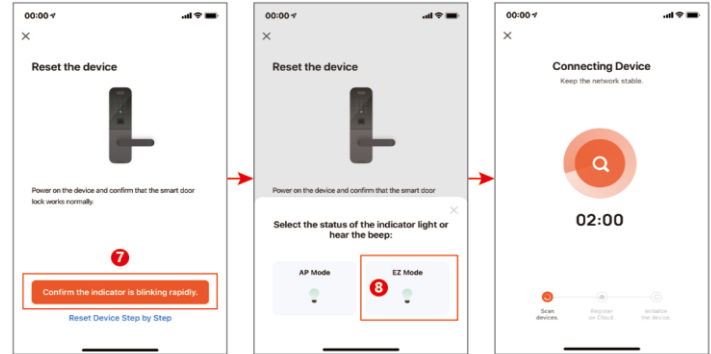 00:00
Reset the device
Power on the device and confirm that the smart door
lock works normally.
7
Confirm the indicator is blinking rapidly.
Reset Device Step by Step
00:00
Reset the device
Power on the device and confirm that the smart door
Select the status of the indicator light or
hear the beep:
AP Mode
8
EZ Mode
00:00
Connecting Device
Keep the network stable.
02:00
Scan
devices.
Register
on Cloud.
Initialize
the device.